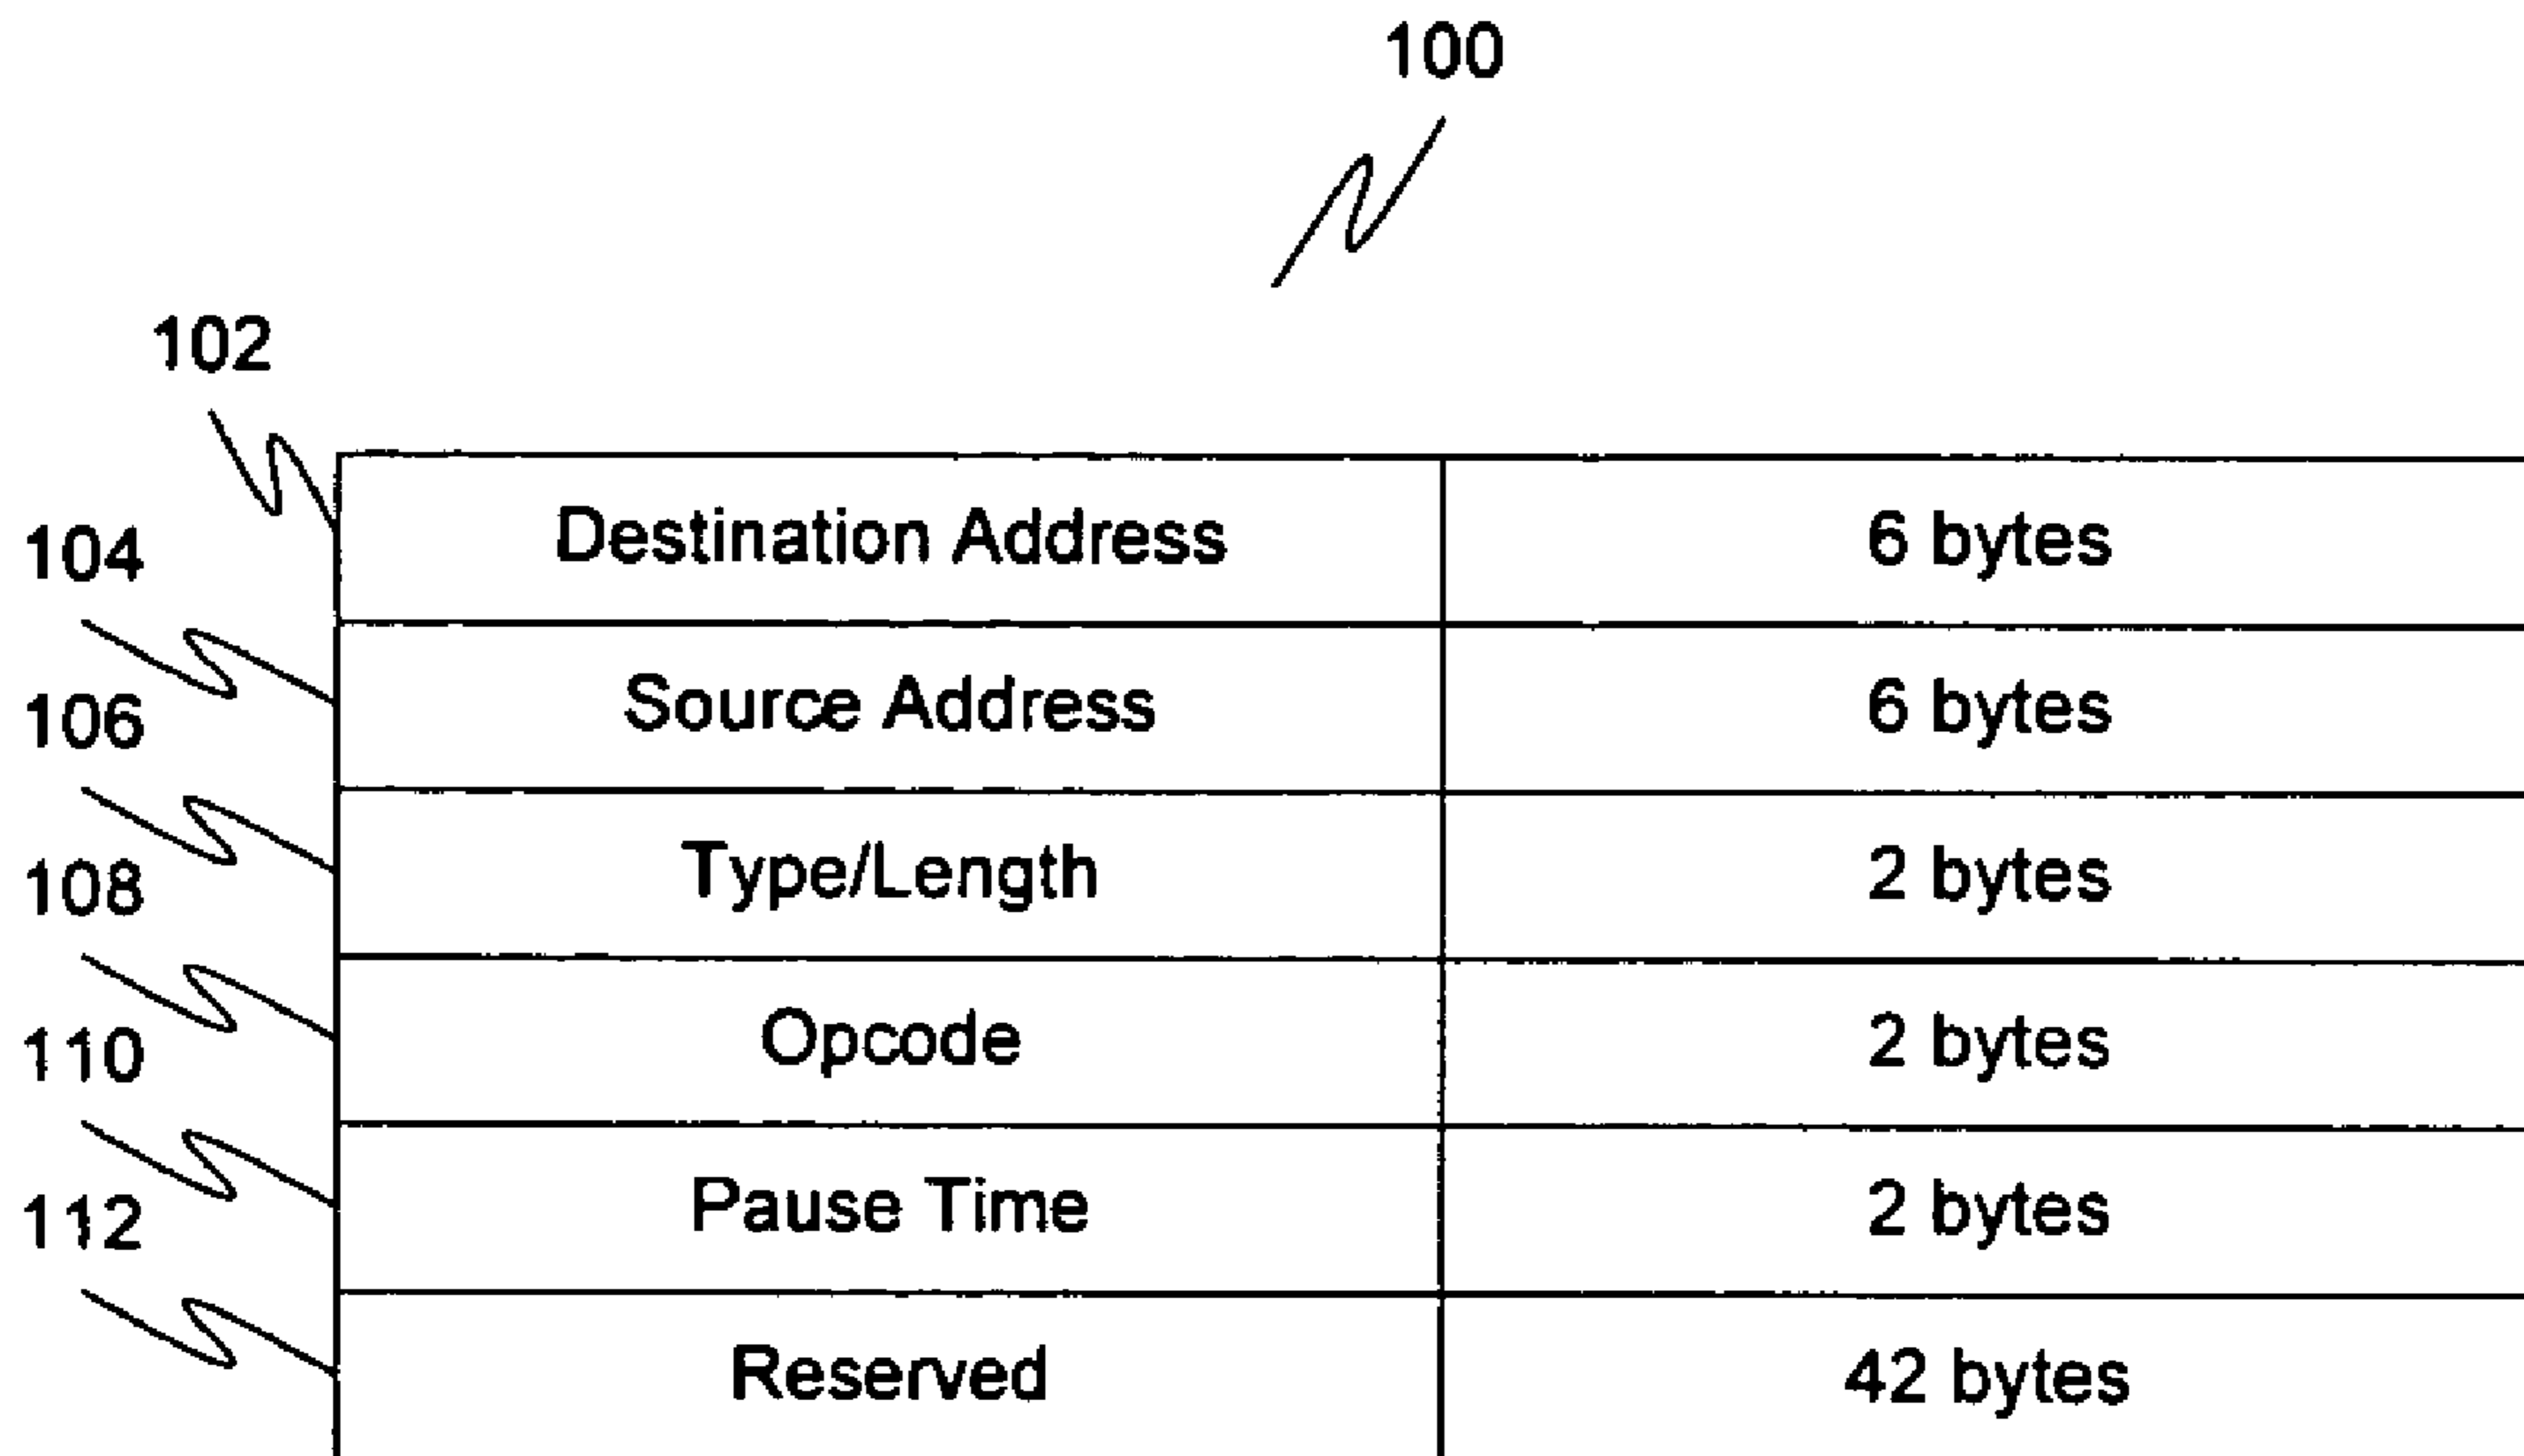 100
102
Destination Address 6 bytes
104
Source Address 6 bytes
106
Type/Length 2 bytes
108
Opcode 2 bytes
110
Pause Time 2 bytes
112
Reserved 42 bytes